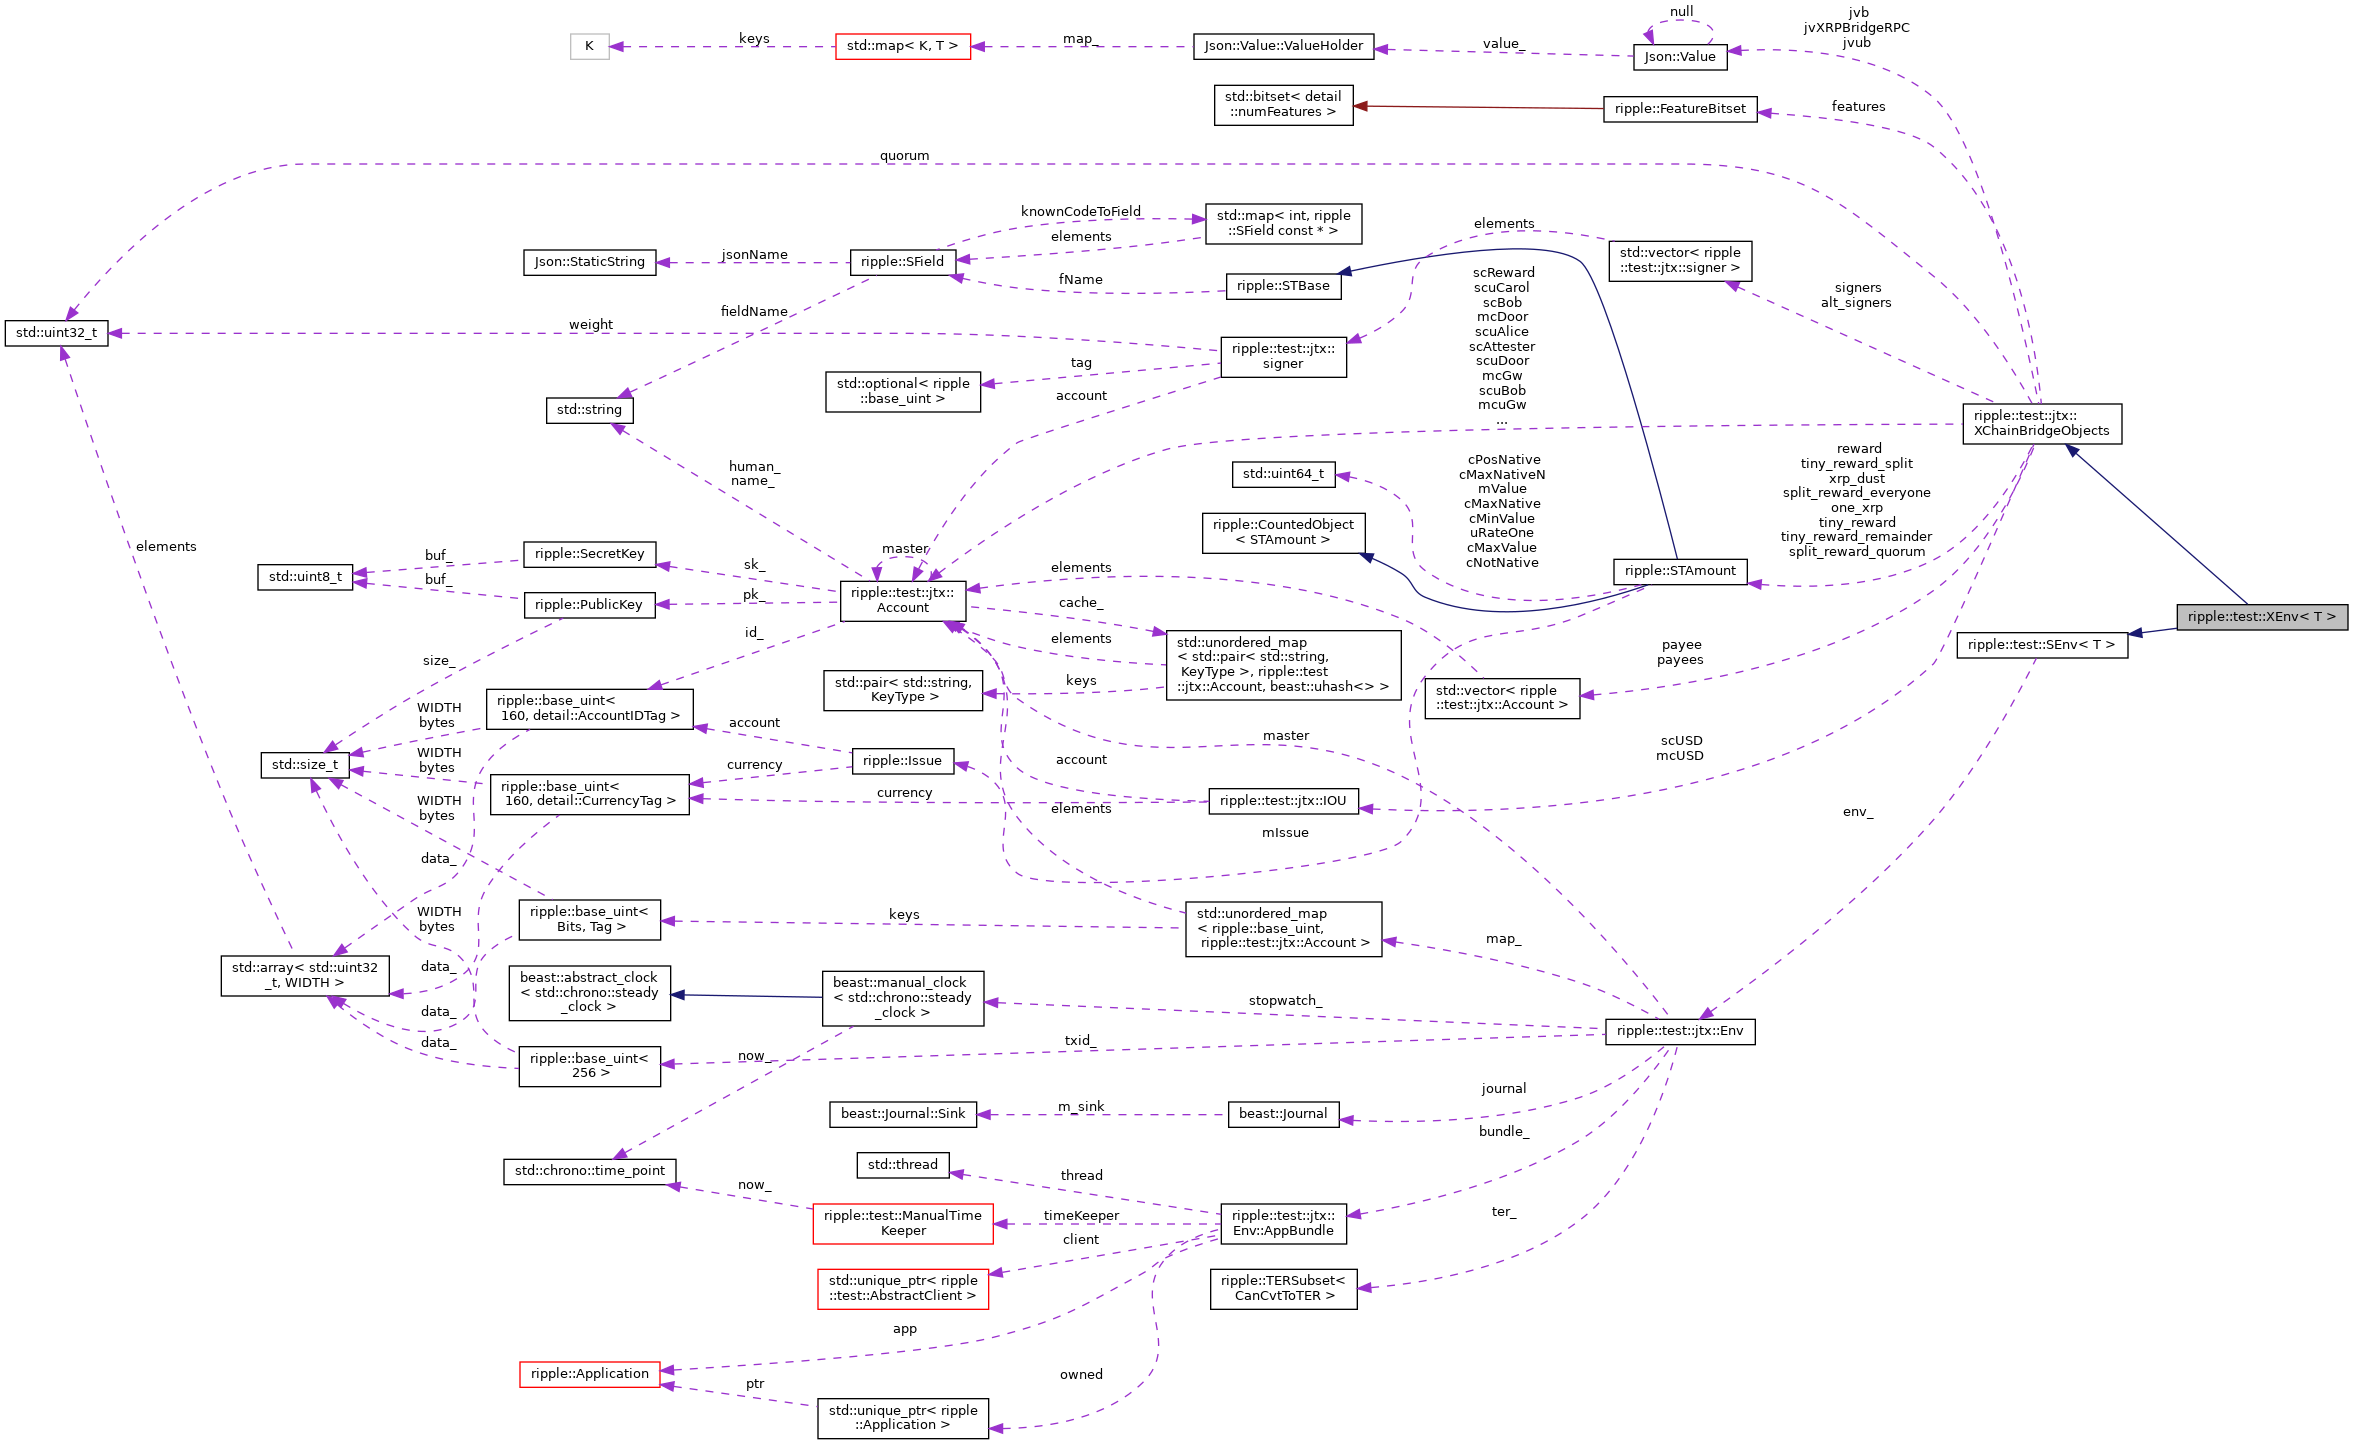 null
jvb
jvXRPBridgeRPC
jvub
K
keys
std::map< K, T >
map_
Json::Value::ValueHolder
value_
Json::Value
std::bitset< detail
::numFeatures >
ripple::FeatureBitset
features
quorum
knownCodeToField
std::map< int, ripple
::SField const * >
elements
Json::StaticString
jsonName
ripple::SField
elements
std::vector< ripple
::test::jtx::signer >
fName
ripple::STBase
signers
alt_signers
scReward
scuCarol
scBob
mcDoor
scuAlice
scAttester
scuDoor
mcGw
scuBob
mcuGw
...
fieldName
std::uint32_t
weight
ripple::test::jtx::
signer
tag
std::optional< ripple
::base_uint >
account
std::string
ripple::test::jtx::
XChainBridgeObjects
human_
name_
std::uint64_t
cPosNative
cMaxNativeN
mValue
cMaxNative
cMinValue
uRateOne
cMaxValue
cNotNative
reward
tiny_reward_split
xrp_dust
split_reward_everyone
one_xrp
tiny_reward
tiny_reward_remainder
split_reward_quorum
ripple::CountedObject
< STAmount >
elements
master
buf_
ripple::SecretKey
sk_
elements
ripple::STAmount
std::uint8_t
buf_
ripple::PublicKey
pk_
ripple::test::jtx::
Account
cache_
ripple::test::XEnv< T >
id_
elements
std::unordered_map
< std::pair< std::string,
KeyType >, ripple::test
::jtx::Account, beast::uhash<> >
ripple::test::SEnv< T >
payee
payees
size_
std::pair< std::string,
KeyType >
keys
std::vector< ripple
::test::jtx::Account >
WIDTH
bytes
ripple::base_uint<
160, detail::AccountIDTag >
account
master
scUSD
mcUSD
std::size_t
WIDTH
bytes
currency
ripple::Issue
account
ripple::base_uint<
160, detail::CurrencyTag >
currency
ripple::test::jtx::IOU
WIDTH
bytes
elements
mIssue
env_
data_
WIDTH
bytes
ripple::base_uint<
Bits, Tag >
keys
std::unordered_map
< ripple::base_uint,
ripple::test::jtx::Account >
map_
std::array< std::uint32
_t, WIDTH >
data_
beast::abstract_clock
< std::chrono::steady
_clock >
beast::manual_clock
< std::chrono::steady
_clock >
stopwatch_
data_
ripple::test::jtx::Env
data_
ripple::base_uint<
256 >
now_
txid_
journal
beast::Journal::Sink
m_sink
beast::Journal
bundle_
std::chrono::time_point
std::thread
thread
now_
ripple::test::ManualTime
Keeper
timeKeeper
ripple::test::jtx::
Env::AppBundle
ter_
client
std::unique_ptr< ripple
::test::AbstractClient >
ripple::TERSubset<
CanCvtToTER >
app
ripple::Application
ptr
owned
std::unique_ptr< ripple
::Application >